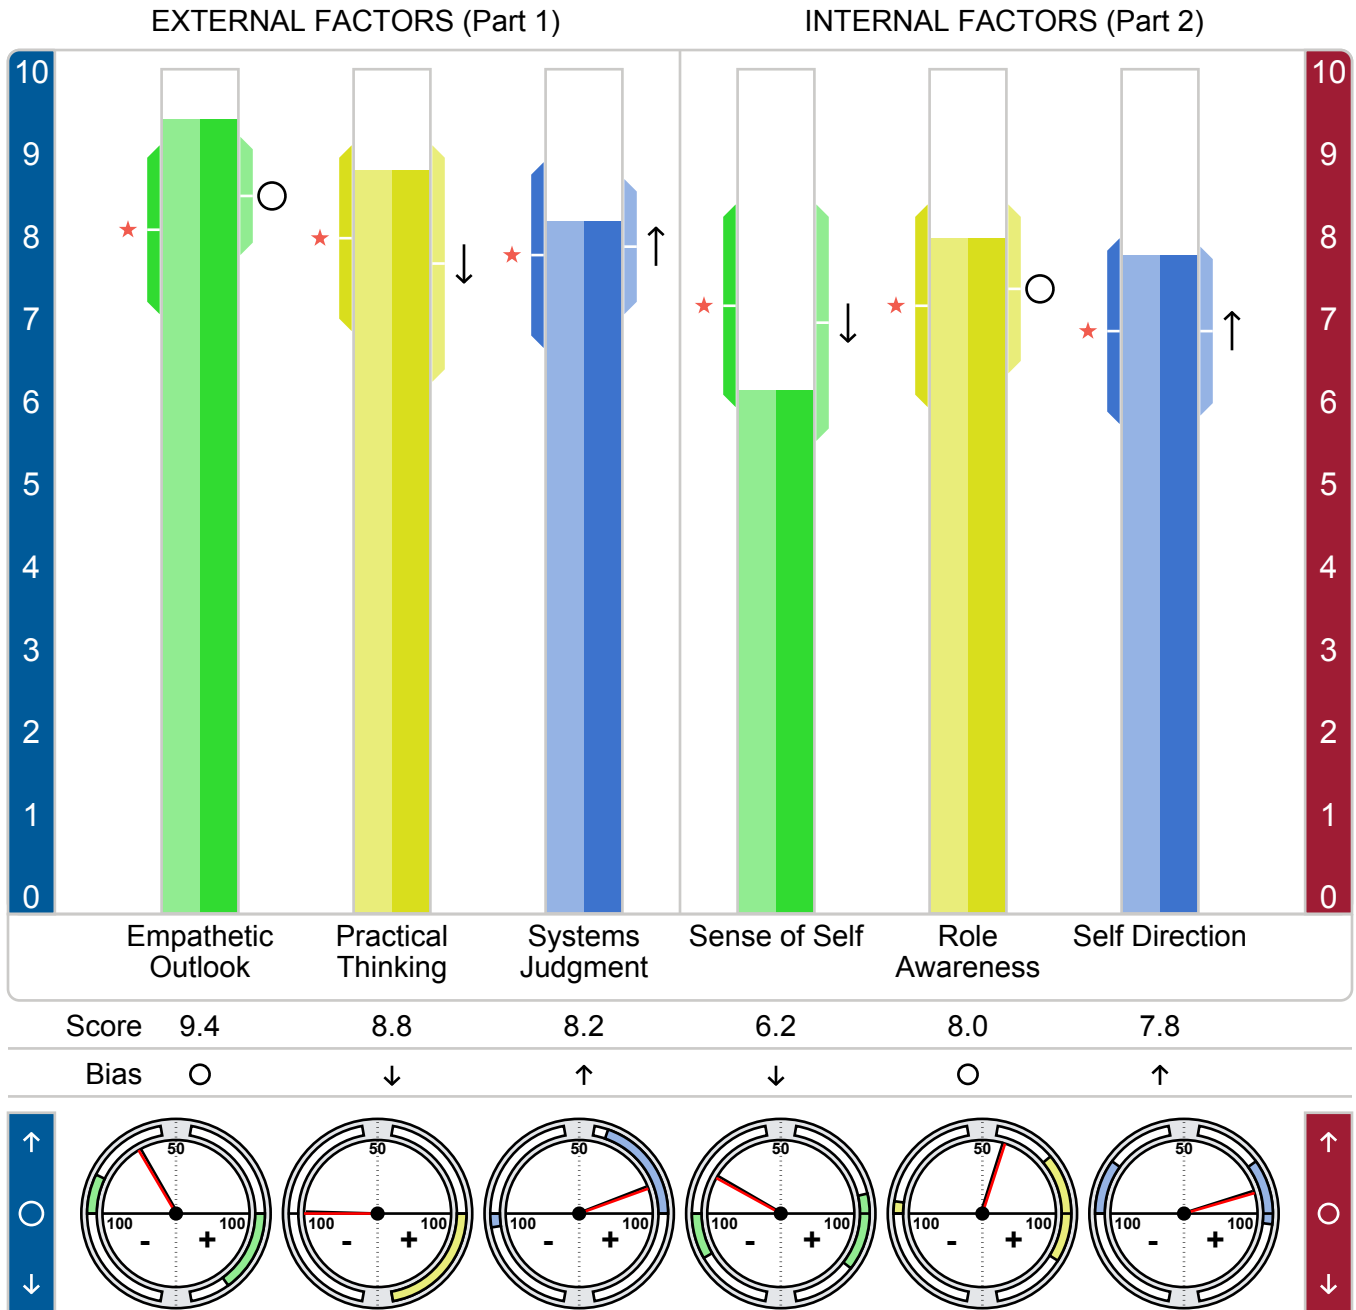 EXTERNAL FACTORS (Part 1) INTERNAL FACTORS (Part 2)
10 10
9 9
8 8
7 7
6 6
5 5
4 4
3 3
2 2
1 1
0 0
Empathetic Outlook
Practical Thinking
Systems Judgment
Sense of Self
Role Awareness
Self Direction
Score 9.4 8.8 8.2 6.2 8.0 7.8
Bias ○ ↓ ↑ ↓ ○ ↑
↑ ↑
50 50 50 50 50 50
○ ○
100 100 100 100 100 100 100 100 100 100 100 100
- + - + - + - + - + - +
↓ ↓